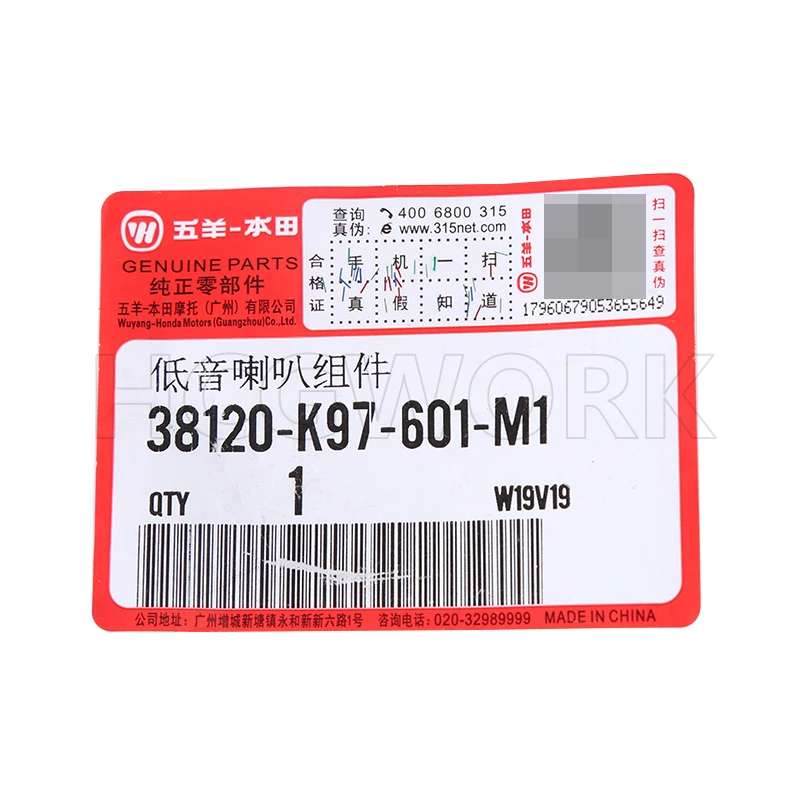 五羊-本田
GENUINE PARTS
纯正零部件
五羊-本田摩托（广州）有限公司
Wuyang-Honda Motors (Guangzhou)Co.,Ltd.
查询 400 6800 315
真伪: www.315net.com
合格证
手机一扫
真假知道
五羊-本田
扫一扫查真伪
17960679053655649
低音喇叭组件
38120-K97-601-M1
QTY 1 W19V19
HOGWORK
公司地址: 广州增城新塘镇永和新新六路1号 咨询电话: 020-32989999 MADE IN CHINA